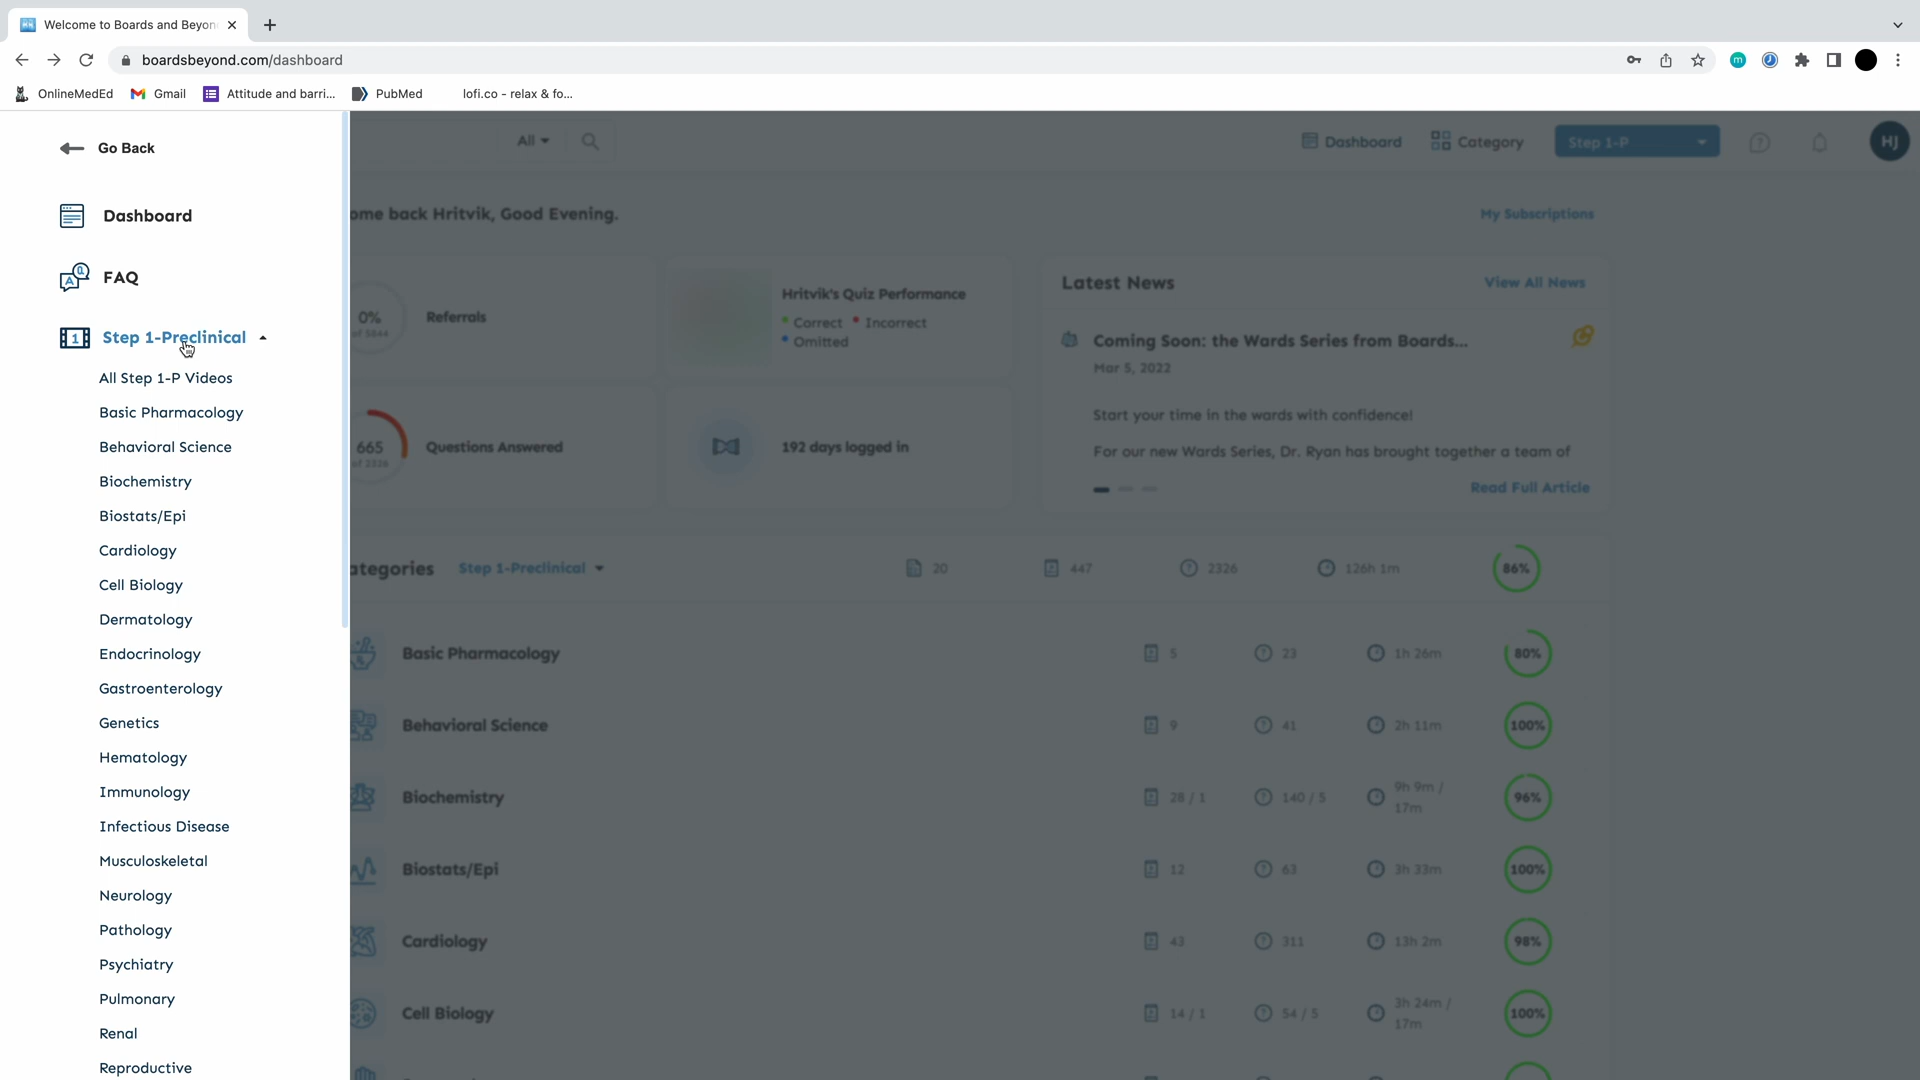 Welcome to Boards and Beyon
boardsbeyond.com/dashboard
OnlineMedEd
Gmail
Attitude and barri...
PubMed
lofi.co - relax & fo...
Go Back
Dashboard
FAQ
1
Step 1-Preclinical
All Step 1-P Videos
Basic Pharmacology
Behavioral Science
Biochemistry
Biostats/Epi
Cardiology
Cell Biology
Dermatology
Endocrinology
Gastroenterology
Genetics
Hematology
Immunology
Infectious Disease
Musculoskeletal
Neurology
Pathology
Psychiatry
Pulmonary
Renal
Reproductive
All
Dashboard
Category
Step 1-P
HJ
ome back Hritvik, Good Evening.
My Subscriptions
0%
of 5844
Referrals
Hritvik's Quiz Performance
Correct Incorrect
Omitted
665
of 2316
Questions Answered
192 days logged in
Latest News
View All News
Coming Soon: the Wards Series from Boards...
Mar 5, 2022
Start your time in the wards with confidence!
For our new Wards Series, Dr. Ryan has brought together a team of
Read Full Article
ategories Step 1-Preclinical 20 447 2326 126h 1m 86%
Basic Pharmacology 5 23 1h 26m 80%
Behavioral Science 9 41 2h 11m 100%
Biochemistry 28 / 1 140 / 5 9h 9m /
17m 96%
Biostats/Epi 12 63 3h 33m 100%
Cardiology 43 311 13h 2m 98%
Cell Biology 14 / 1 54 / 5 3h 24m /
17m 100%